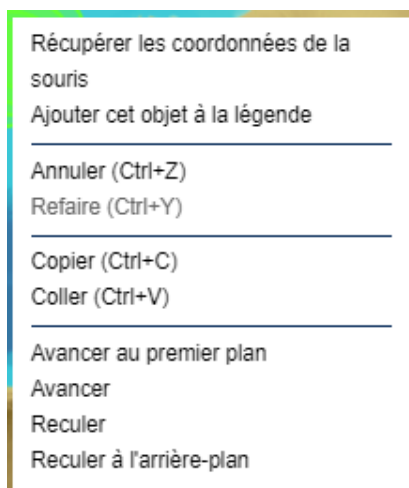 Récupérer les coordonnées de la
souris
Ajouter cet objet à la légende
Annuler (Ctrl+Z)
Refaire (Ctrl+Y)
Copier (Ctrl+C)
Coller (Ctrl+V)
Avancer au premier plan
Avancer
Reculer
Reculer à l'arrière-plan